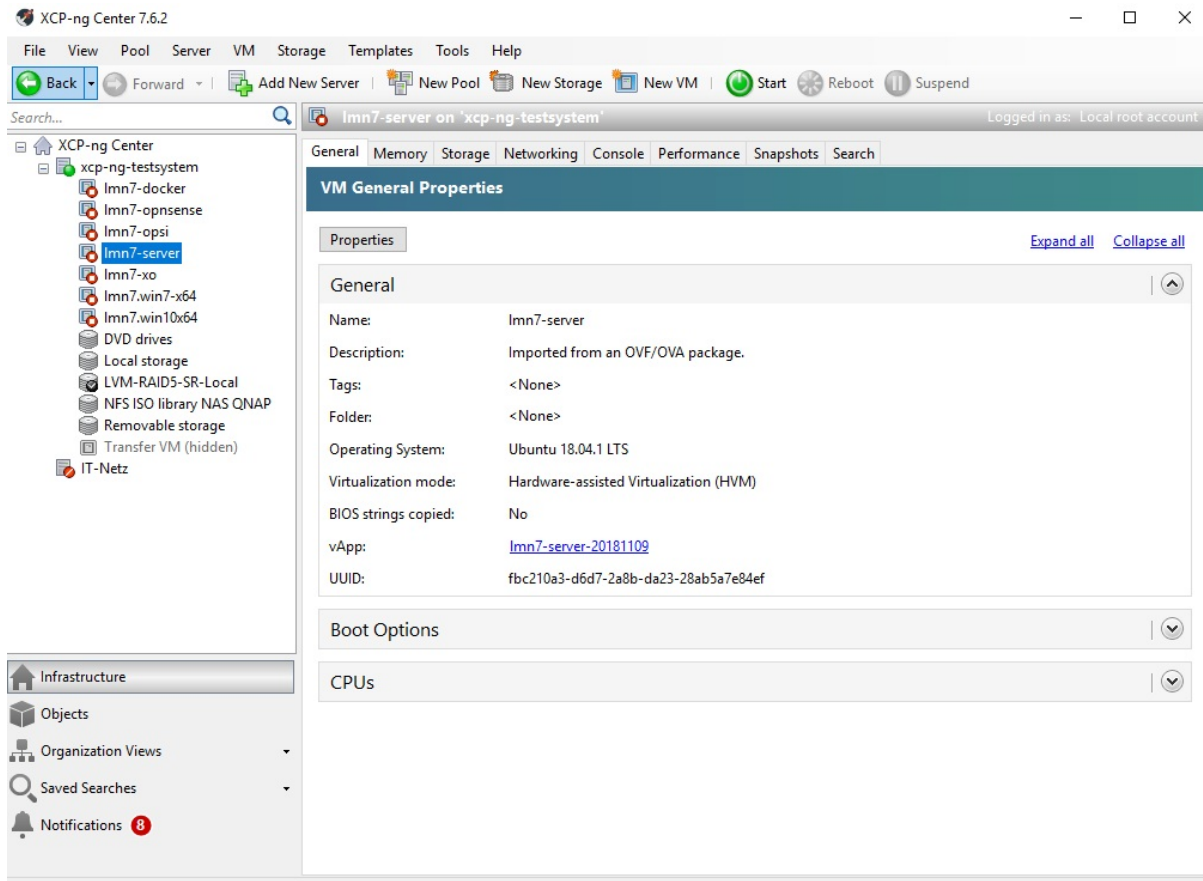 XCP-ng Center 7.6.2
File View Pool Server VM Storage Templates Tools Help
Back Forward Add New Server New Pool New Storage New VM Start Reboot Suspend
Search...
lmn7-server on 'xcp-ng-testsystem' Logged in as: Local root account
XCP-ng Center
xcp-ng-testsystem
lmn7-docker
lmn7-opnsense
lmn7-opsi
lmn7-server
lmn7-xo
lmn7.win7-x64
lmn7.win10x64
DVD drives
Local storage
LVM-RAID5-SR-Local
NFS ISO library NAS QNAP
Removable storage
Transfer VM (hidden)
IT-Netz
Infrastructure
Objects
Organization Views
Saved Searches
Notifications 8
General Memory Storage Networking Console Performance Snapshots Search
VM General Properties
Properties Expand all Collapse all
General
Name: lmn7-server
Description: Imported from an OVF/OVA package.
Tags: <None>
Folder: <None>
Operating System: Ubuntu 18.04.1 LTS
Virtualization mode: Hardware-assisted Virtualization (HVM)
BIOS strings copied: No
vApp: lmn7-server-20181109
UUID: fbc210a3-d6d7-2a8b-da23-28ab5a7e84ef
Boot Options
CPUs